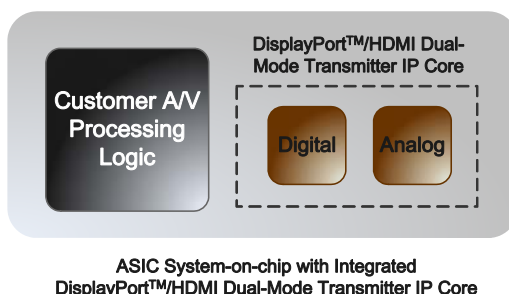 DisplayPort™/HDMI Dual-
Mode Transmitter IP Core
Customer A/V
Processing
Logic
Digital
Analog
ASIC System-on-chip with Integrated
DisplayPort™/HDMI Dual-Mode Transmitter IP Core